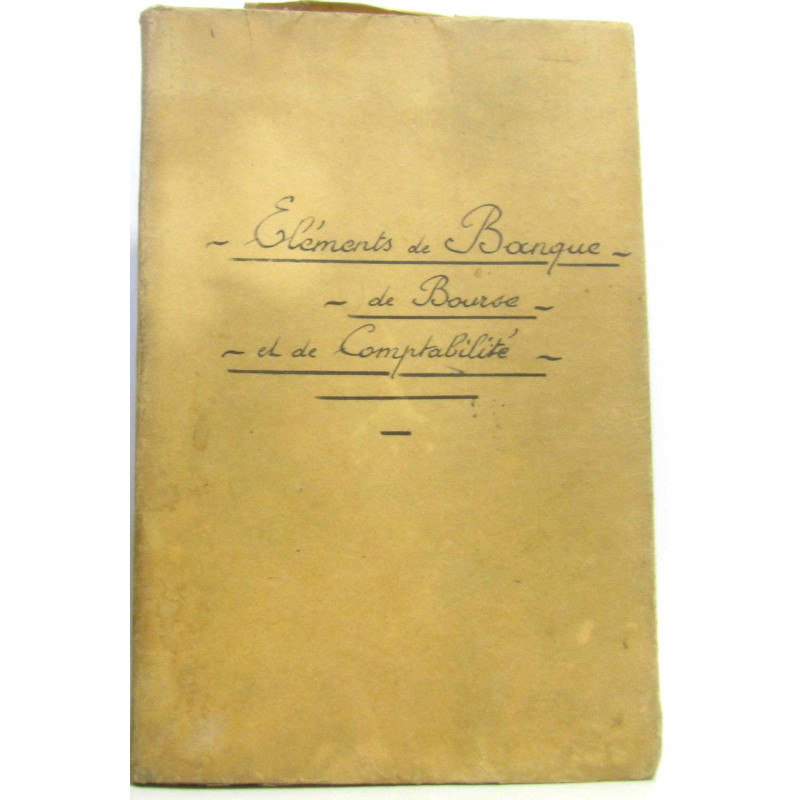 - Eléments de Banque -
- de Bourse -
- et de Comptabilité -